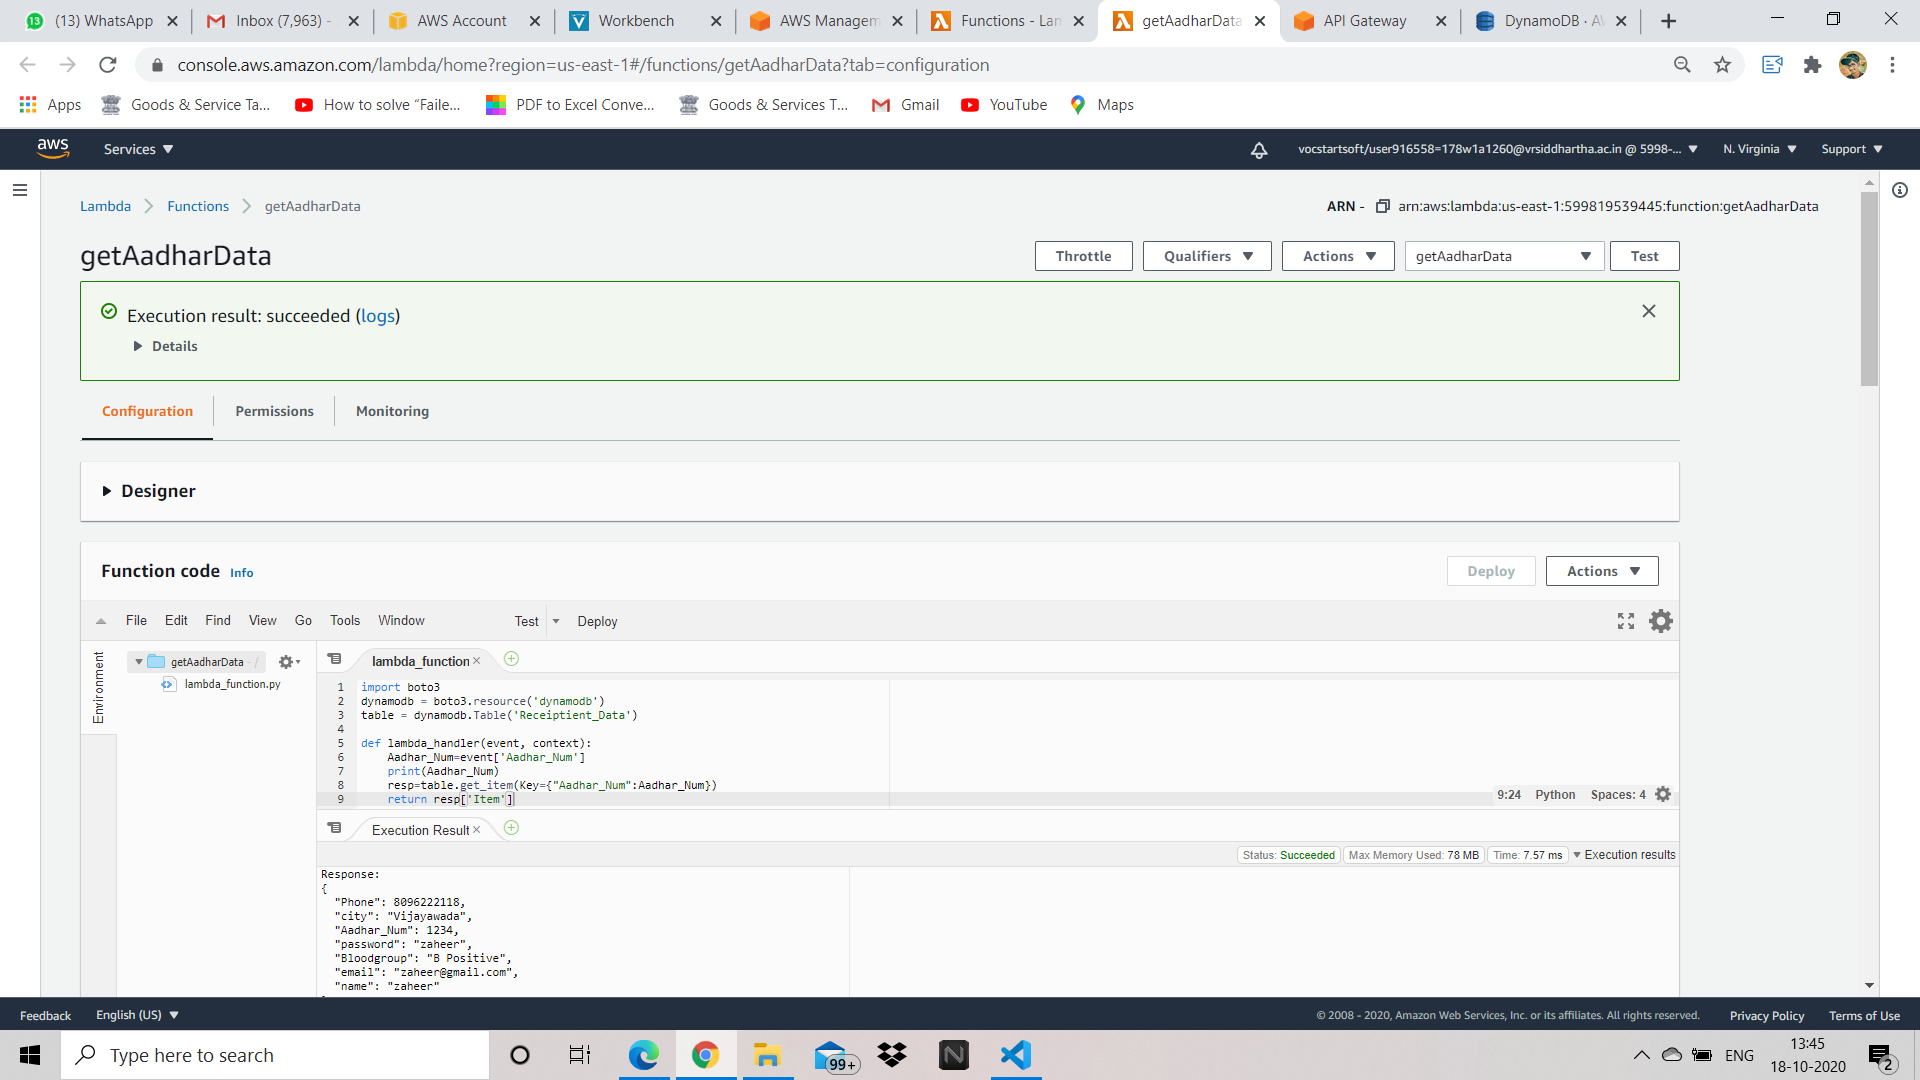 (13) WhatsApp
Inbox (7,963) -
AWS Account
Workbench
AWS Managem
Functions - Lam
getAadharData
API Gateway
DynamoDB · A
console.aws.amazon.com/lambda/home?region=us-east-1#/functions/getAadharData?tab=configuration
Apps
Goods & Service Ta...
How to solve “Faile...
PDF to Excel Conve...
Goods & Services T...
Gmail
YouTube
Maps
aws
Services
vocstartsoft/user916558=178w1a1260@vrsiddhartha.ac.in @ 5998-...
N. Virginia
Support
Lambda
Functions
getAadharData
ARN - arn:aws:lambda:us-east-1:599819539445:function:getAadharData
getAadharData
Throttle
Qualifiers
Actions
getAadharData
Test
Execution result: succeeded (logs)
Details
Configuration
Permissions
Monitoring
Designer
Function code Info
Deploy
Actions
File Edit Find View Go Tools Window Test Deploy
Environment
getAadharData - /
lambda_function.py
lambda_function
1 import boto3
2 dynamodb = boto3.resource('dynamodb')
3 table = dynamodb.Table('Receiptient_Data')
4
5 def lambda_handler(event, context):
6 Aadhar_Num=event['Aadhar_Num']
7 print(Aadhar_Num)
8 resp=table.get_item(Key={"Aadhar_Num":Aadhar_Num})
9 return resp['Item']
9:24 Python Spaces: 4
Execution Result
Status: Succeeded
Max Memory Used: 78 MB
Time: 7.57 ms
Execution results
Response:
{
"Phone": 8096222118,
"city": "Vijayawada",
"Aadhar_Num": 1234,
"password": "zaheer",
"Bloodgroup": "B Positive",
"email": "zaheer@gmail.com",
"name": "zaheer"
Feedback
English (US)
© 2008 - 2020, Amazon Web Services, Inc. or its affiliates. All rights reserved.
Privacy Policy
Terms of Use
Type here to search
99+
ENG
13:45
18-10-2020
2